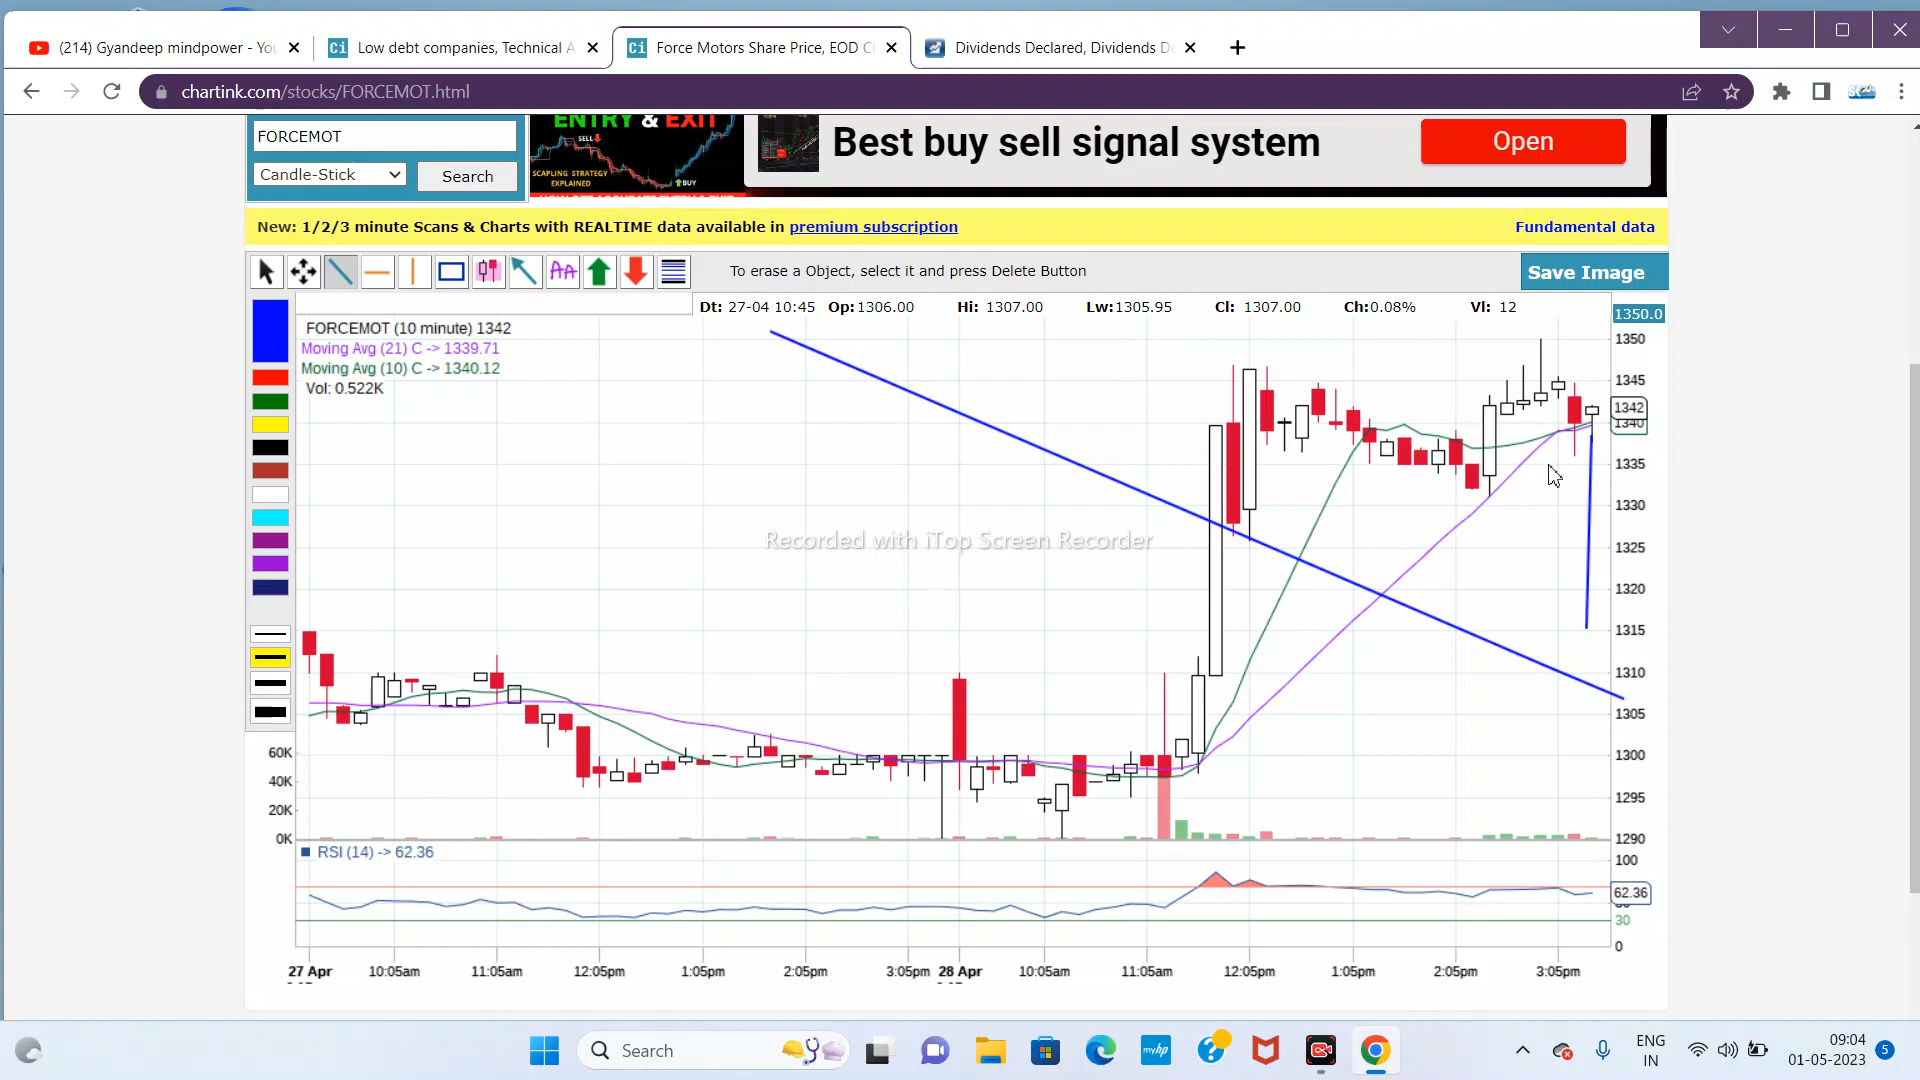 (214) Gyandeep mindpower - You
Low debt companies, Technical A
Force Motors Share Price, EOD C
Dividends Declared, Dividends De
chartink.com/stocks/FORCEMOT.html
FORCEMOT
Candle-Stick
Search
ENTRY & EXIT
SELL
SCAPLING STRATEGY
EXPLAINED
BUY
Best buy sell signal system
Open
New: 1/2/3 minute Scans & Charts with REALTIME data available in premium subscription
Fundamental data
To erase a Object, select it and press Delete Button
Save Image
Dt: 27-04 10:45 Op:1306.00 Hi: 1307.00 Lw:1305.95 Cl: 1307.00 Ch:0.08% Vl: 12
1350.0
FORCEMOT (10 minute) 1342
Moving Avg (21) C -> 1339.71
Moving Avg (10) C -> 1340.12
Vol: 0.522K
1350
1345
1342
1340
1335
1330
1325
1320
1315
1310
1305
1300
1295
1290
60K
40K
20K
0K
Recorded with iTop Screen Recorder
RSI (14) -> 62.36
100
62.36
30
0
27 Apr 10:05am 11:05am 12:05pm 1:05pm 2:05pm 3:05pm 28 Apr 10:05am 11:05am 12:05pm 1:05pm 2:05pm 3:05pm
Search
myhp
ENG
IN
09:04
01-05-2023
5